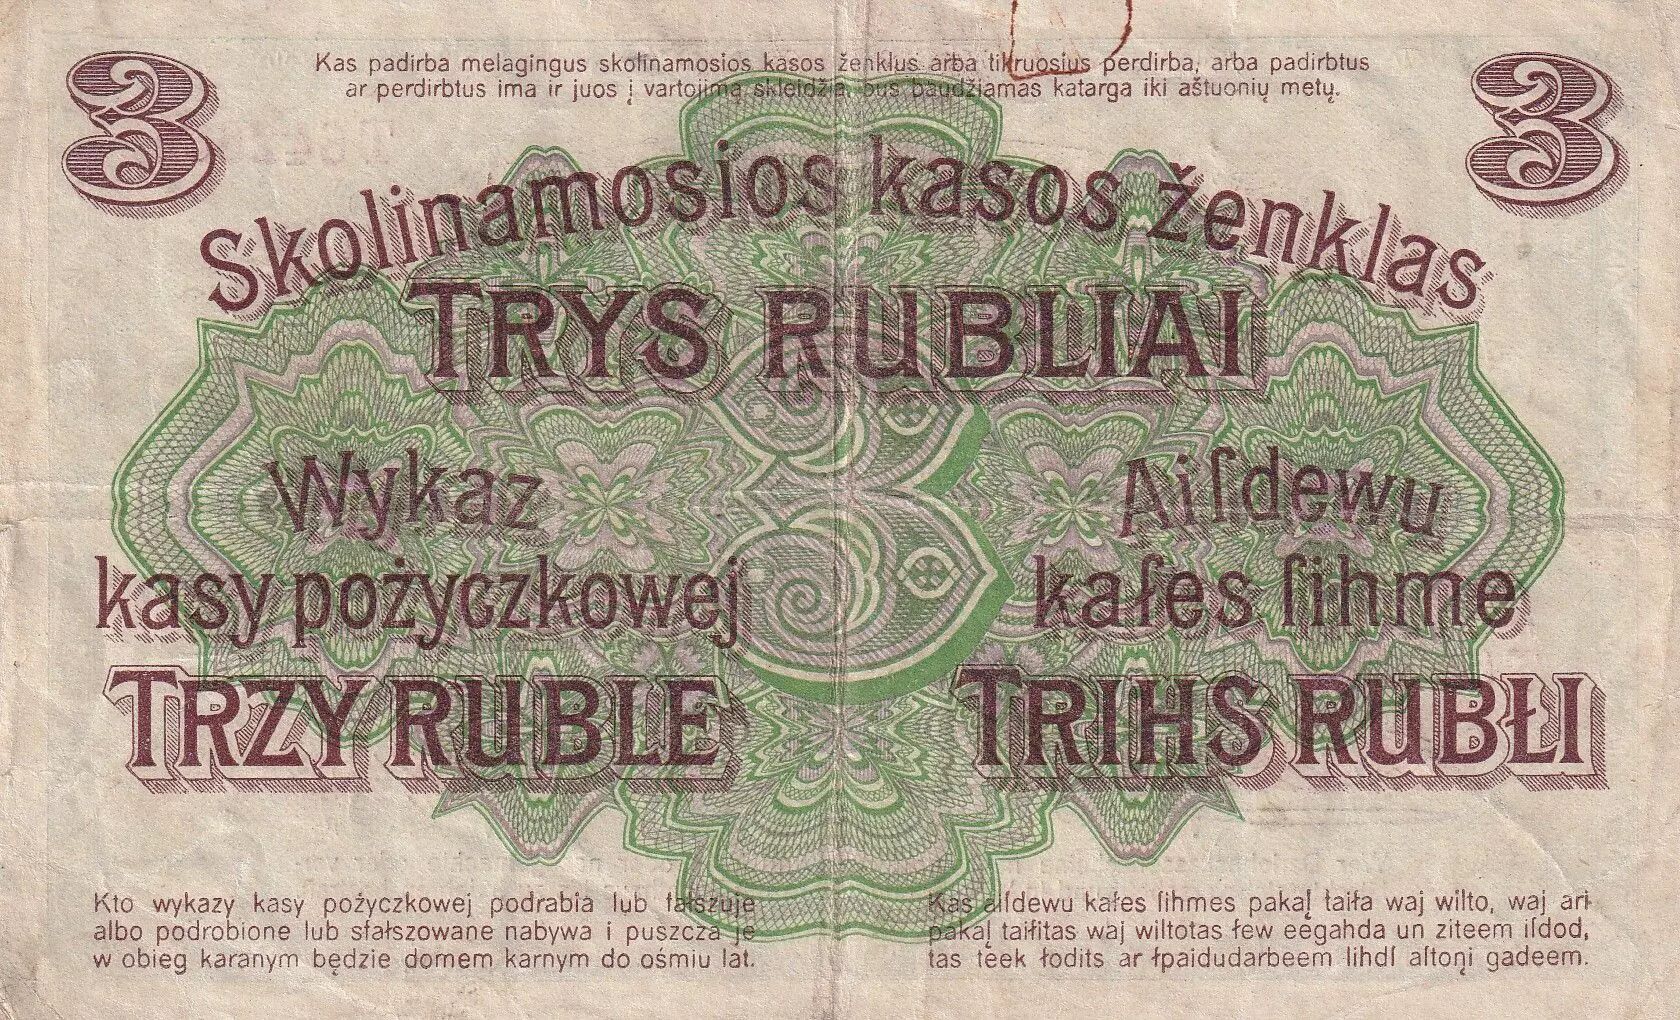 3
3
Kas padirba melagingus skolinamosios kasos ženklus arba tikruosius perdirba, arba padirbtus
ar perdirbtus ima ir juos į vartojimą skleidžia bus baudžiamas katarga iki aštuonių metų.
Skolinamosios kasos ženklas
TRYS RUBLIAI
3
Wykaz
kasy pożyczkowej
TRZY RUBLE
Aiſdewu
kaſes ſihme
TRIHS RUBŁI
Kto wykazy kasy pożyczkowej podrabia lub fałszuje
albo podrobione lub sfałszowane nabywa i puszcza je
w obieg karanym będzie domem karnym do ośmiu lat.
Kas aiſdewu kaſes ſihmes pakaļ taiſa waj wilto, waj ari
pakaļ taiſitas waj wiltotas ſew eegahda un ziteem iſdod,
tas teek ſodits ar ſpaidudarbeem lihdſ aſtoņi gadeem.